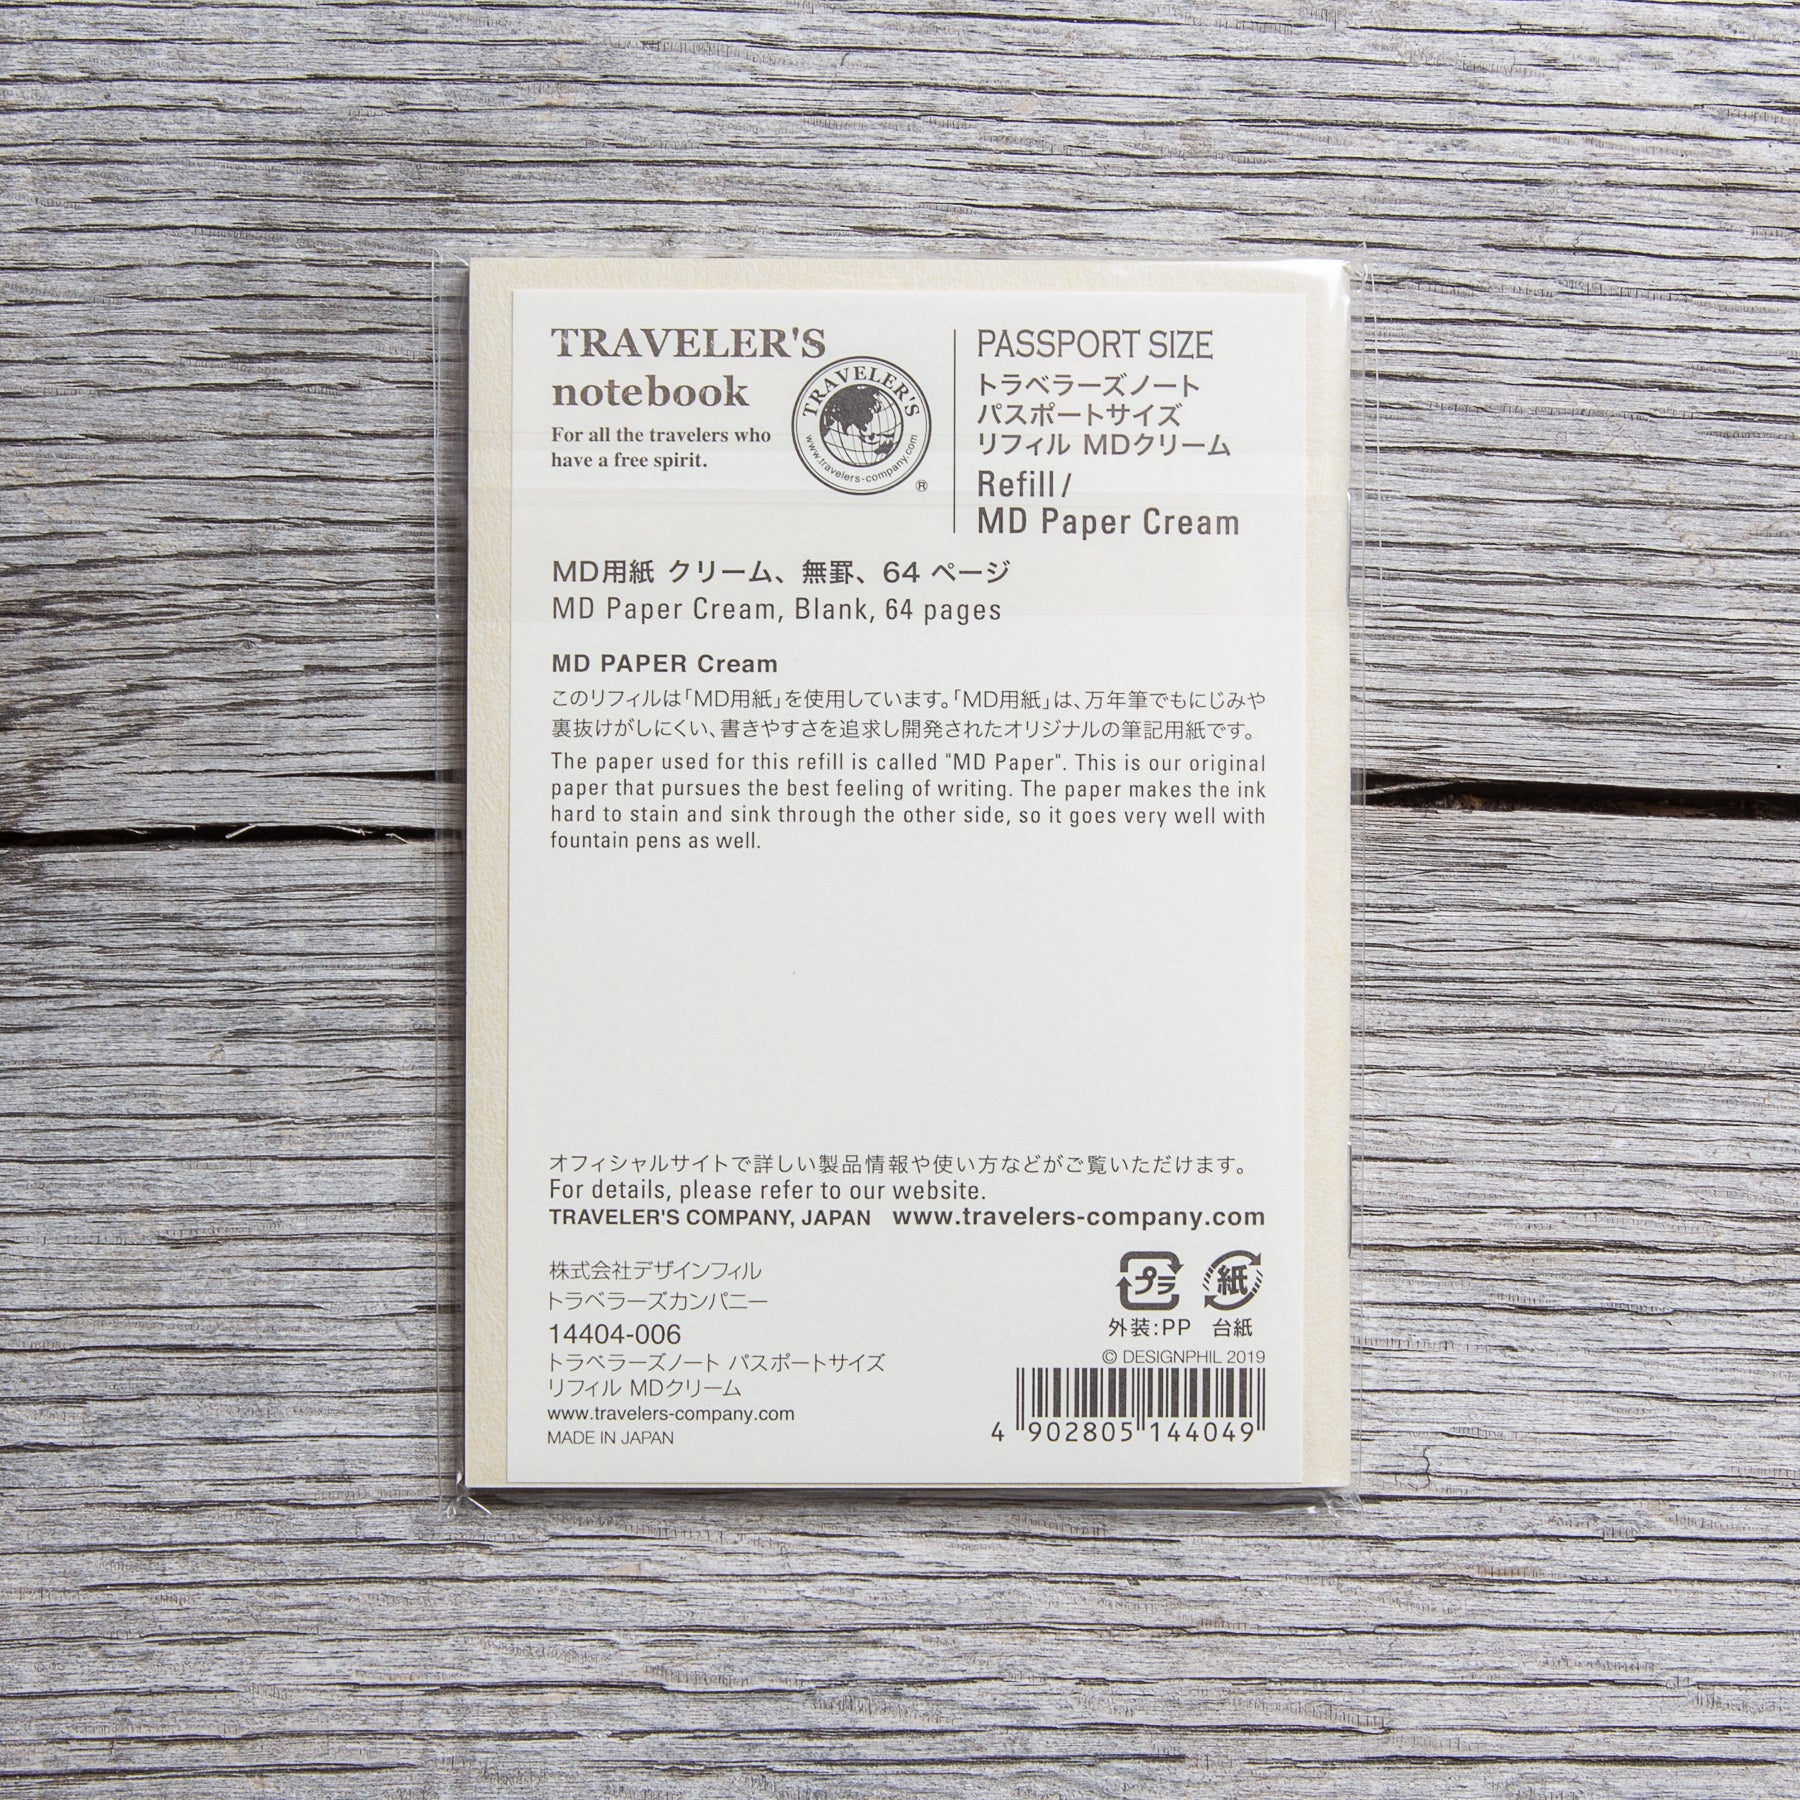 TRAVELER'S
notebook
For all the travelers who
have a free spirit.
TRAVELER'S
www.travelers-company.com
®
PASSPORT SIZE
トラベラーズノート
パスポートサイズ
リフィル MDクリーム
Refill/
MD Paper Cream
MD用紙 クリーム、無罫、64 ページ
MD Paper Cream, Blank, 64 pages
MD PAPER Cream
このリフィルは「MD用紙」を使用しています。「MD用紙」は、万年筆でもにじみや
裏抜けがしにくい、書きやすさを追求し開発されたオリジナルの筆記用紙です。
The paper used for this refill is called "MD Paper". This is our original
paper that pursues the best feeling of writing. The paper makes the ink
hard to stain and sink through the other side, so it goes very well with
fountain pens as well.
オフィシャルサイトで詳しい製品情報や使い方などがご覧いただけます。
For details, please refer to our website.
TRAVELER'S COMPANY, JAPAN www.travelers-company.com
株式会社デザインフィル
トラベラーズカンパニー
14404-006
トラベラーズノート パスポートサイズ
リフィル MDクリーム
www.travelers-company.com
MADE IN JAPAN
プラ 紙
外装:PP 台紙
© DESIGNPHIL 2019
4 902805 144049